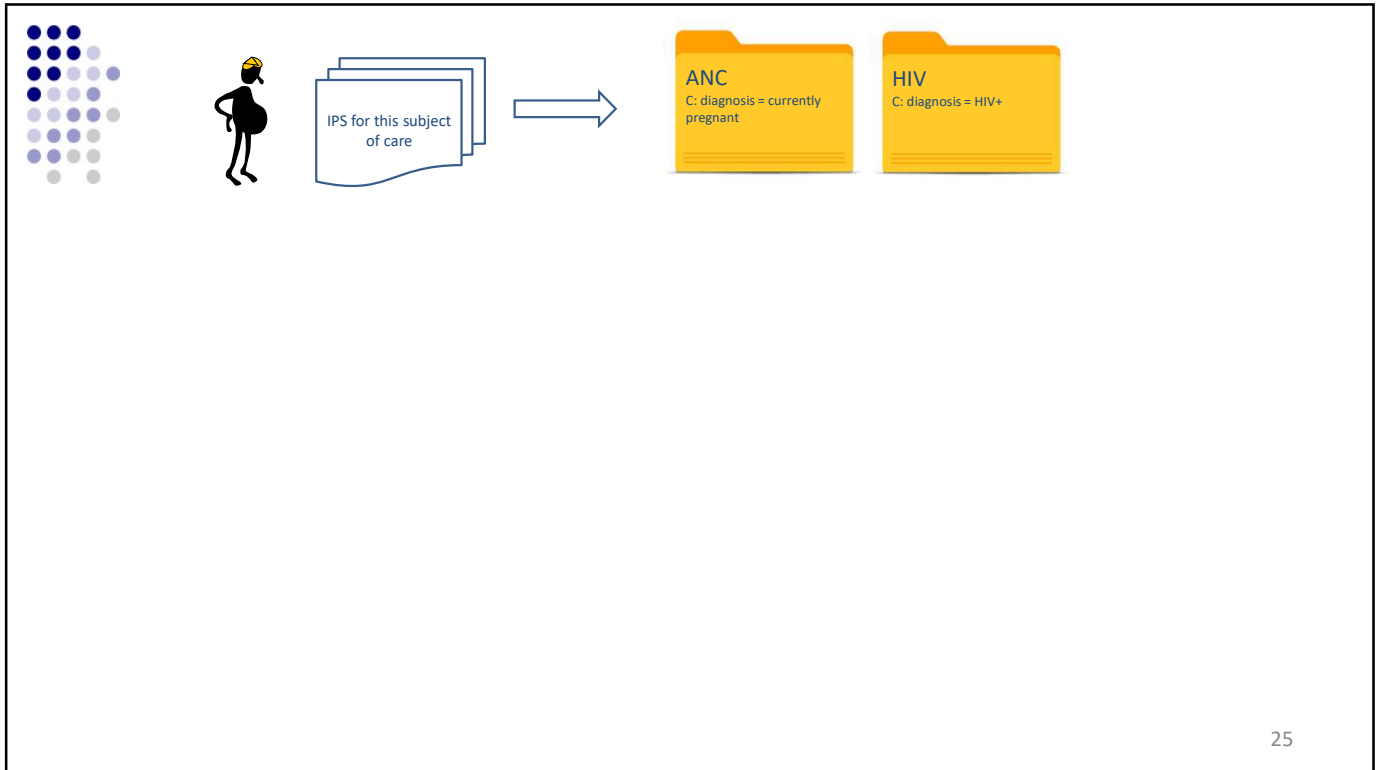 IPS for this subject
of care
ANC
C: diagnosis = currently
pregnant
HIV
C: diagnosis = HIV+
25